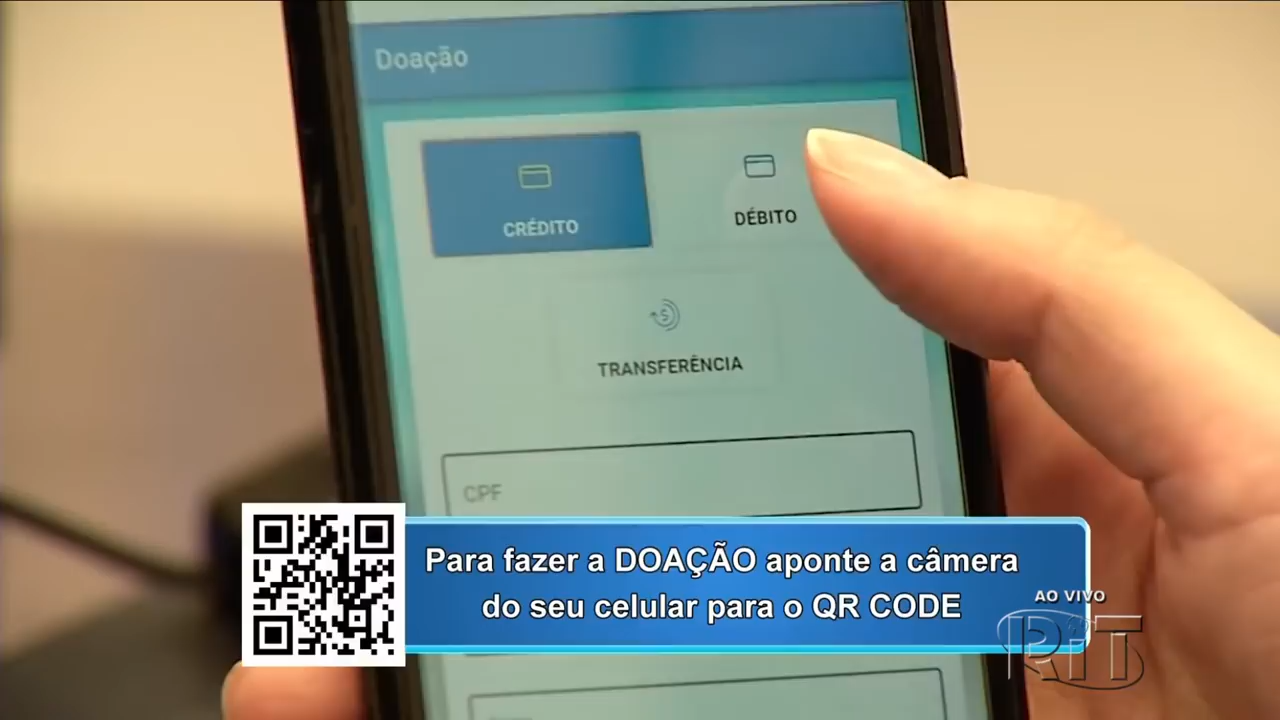 Doação
CRÉDITO
DÉBITO
TRANSFERÊNCIA
CPF
Para fazer a DOAÇÃO aponte a câmera
do seu celular para o QR CODE
AO VIVO
RIT